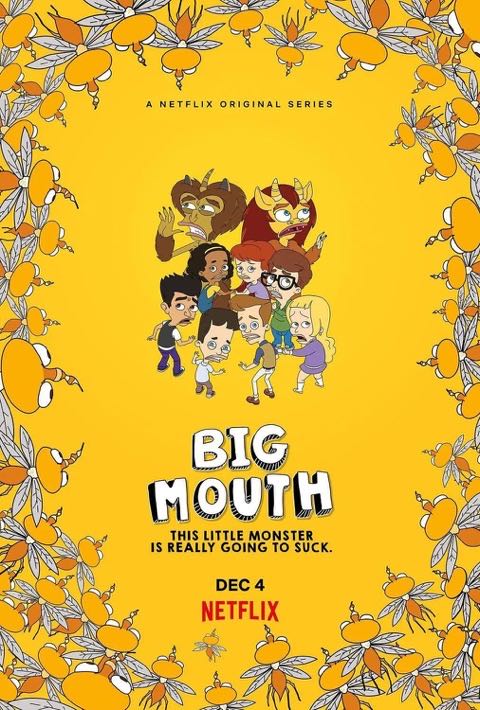 A NETFLIX ORIGINAL SERIES
BIG
MOUTH
THIS LITTLE MONSTER
IS REALLY GOING TO SUCK.
DEC 4
NETFLIX